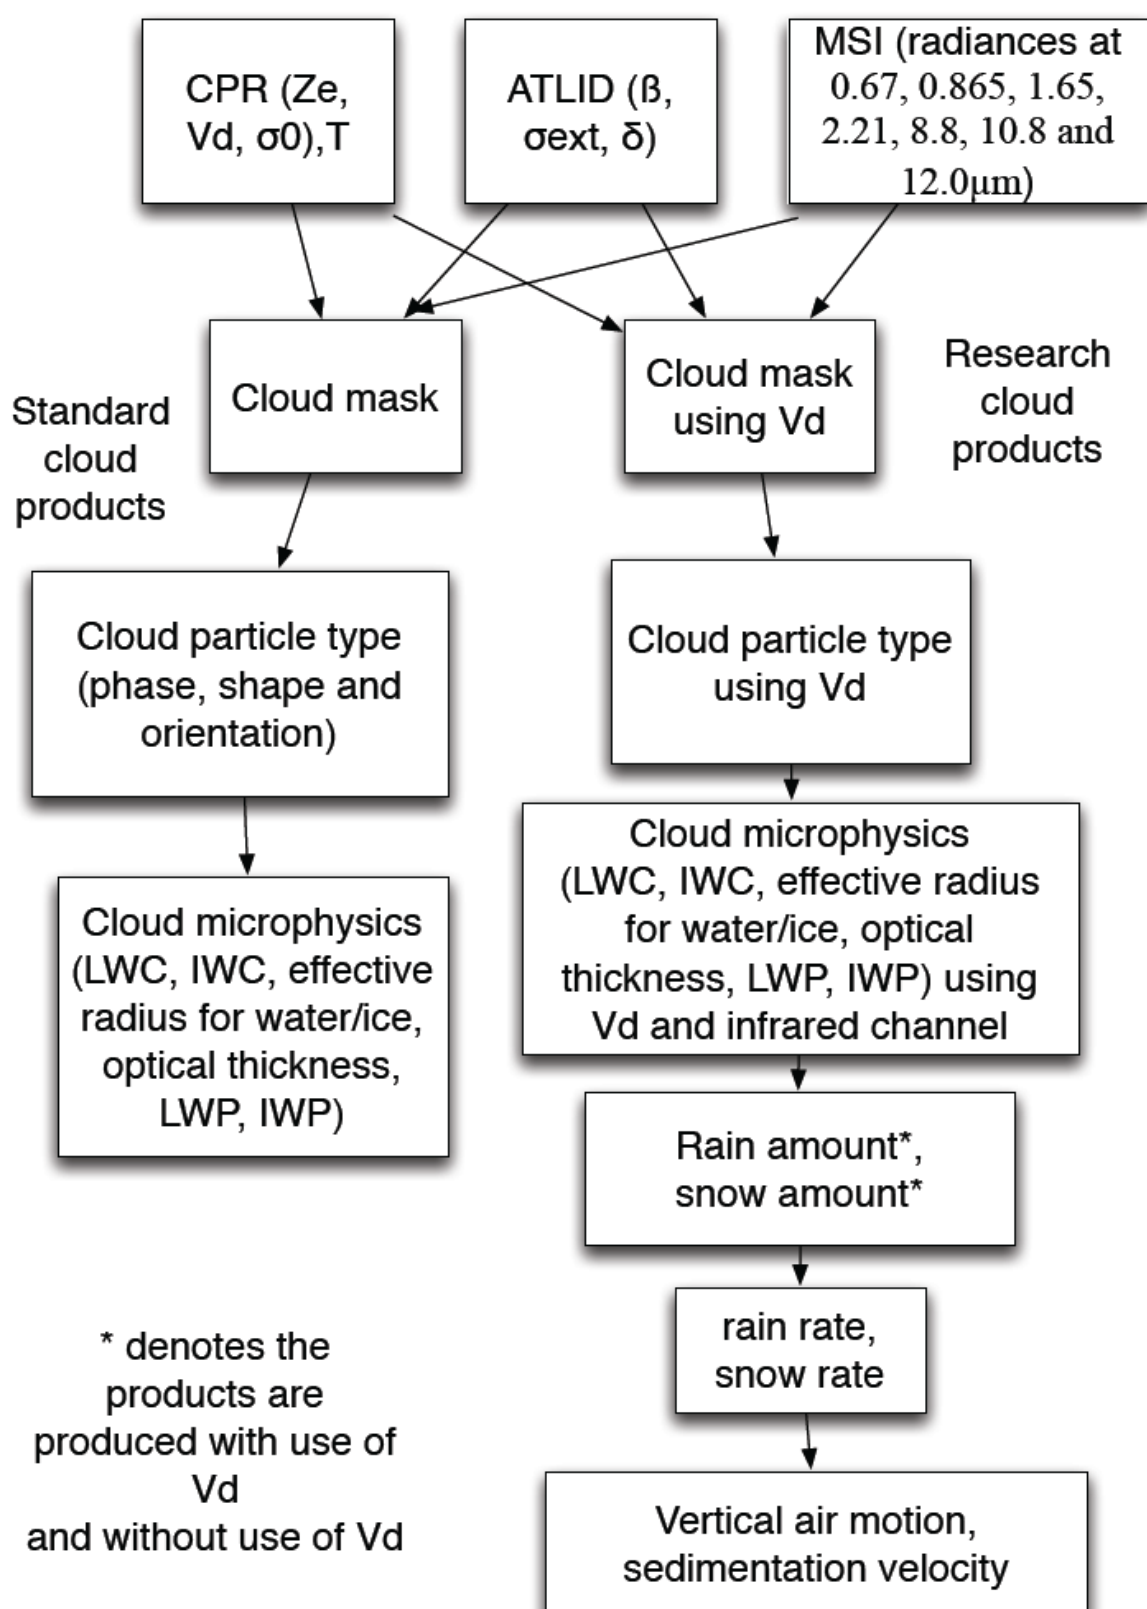 CPR (Ze,
Vd, σ0),T
ATLID (ß,
σext, δ)
MSI (radiances at
0.67, 0.865, 1.65,
2.21, 8.8, 10.8 and
12.0μm)
Cloud mask
Cloud mask
using Vd
Standard
cloud
products
Research
cloud
products
Cloud particle type
(phase, shape and
orientation)
Cloud particle type
using Vd
Cloud microphysics
(LWC, IWC, effective
radius for water/ice,
optical thickness,
LWP, IWP)
Cloud microphysics
(LWC, IWC, effective radius
for water/ice, optical
thickness, LWP, IWP) using
Vd and infrared channel
Rain amount*,
snow amount*
rain rate,
snow rate
* denotes the
products are
produced with use of
Vd
and without use of Vd
Vertical air motion,
sedimentation velocity